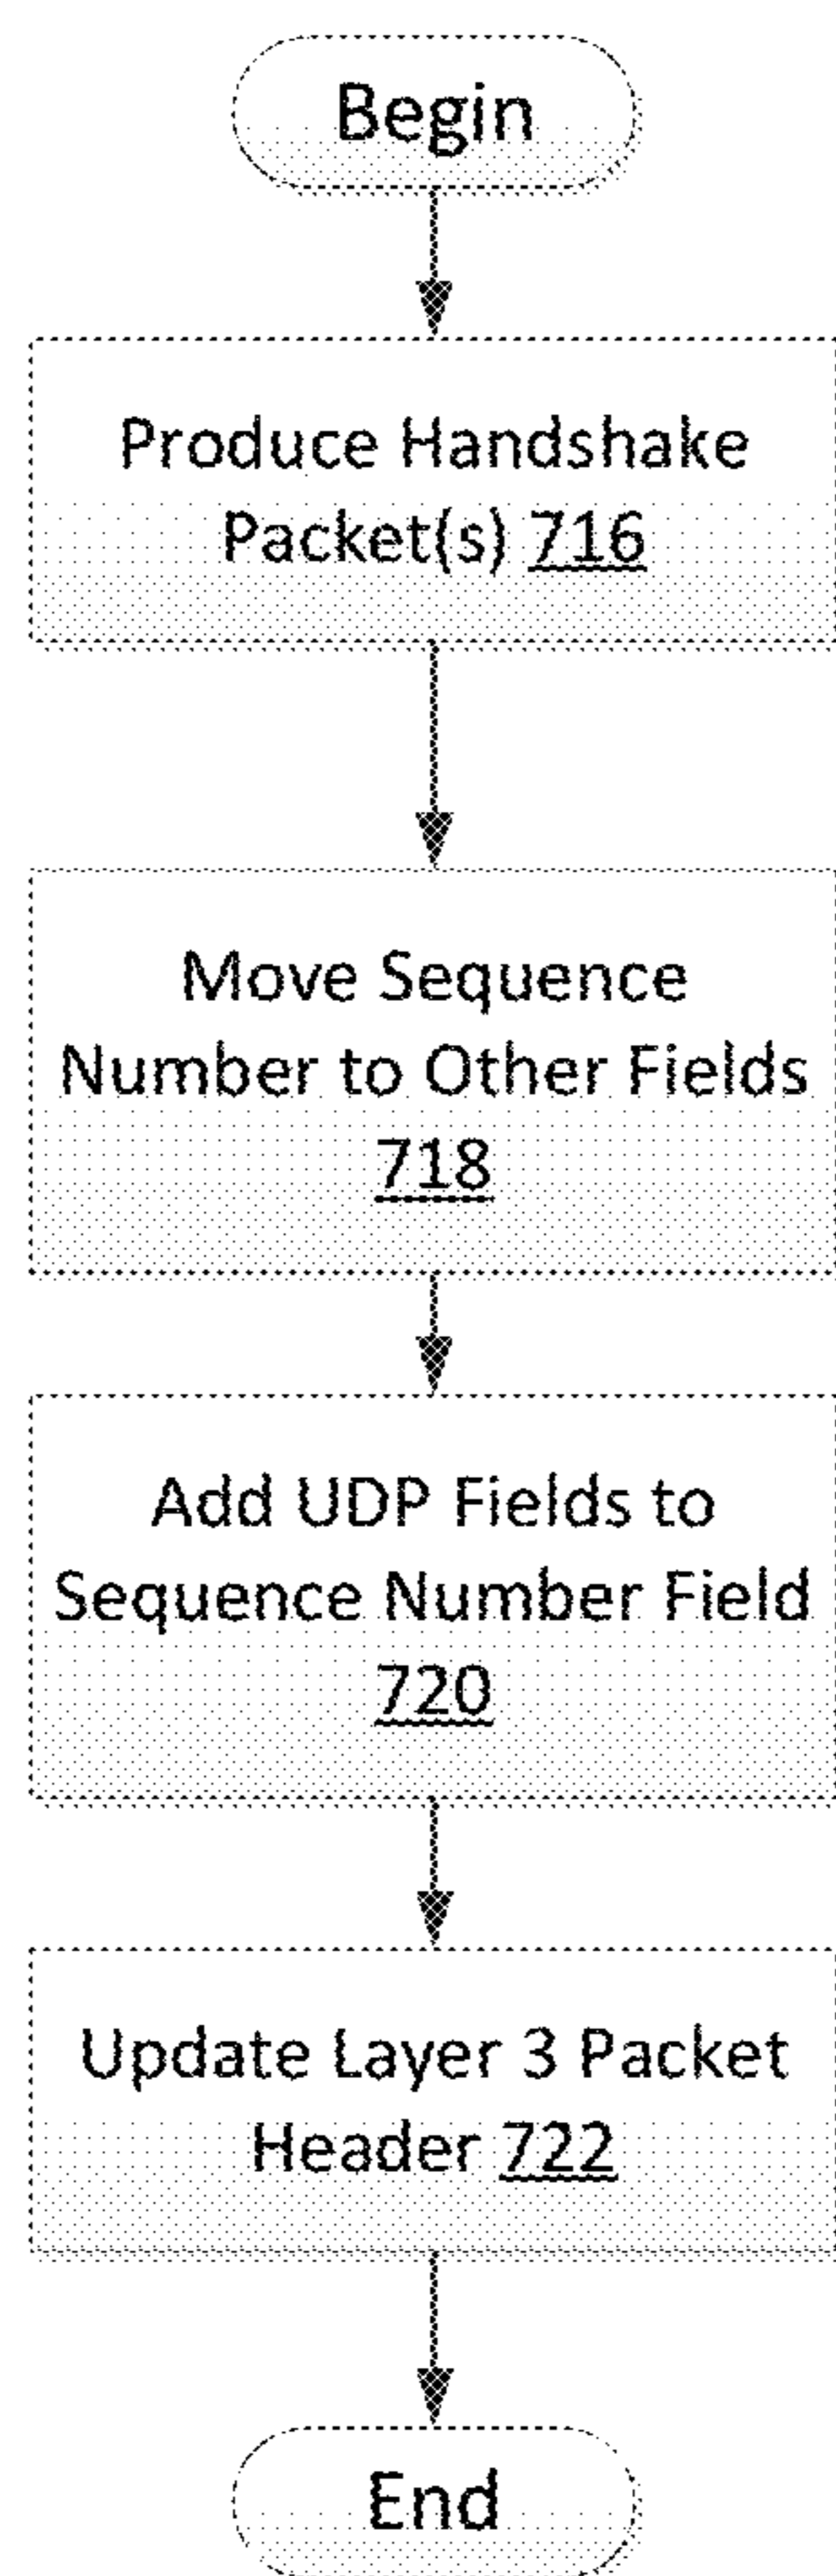 Begin
Produce Handshake
Packet(s) 716
Move Sequence
Number to Other Fields
718
Add UDP Fields to
Sequence Number Field
720
Update Layer 3 Packet
Header 722
End